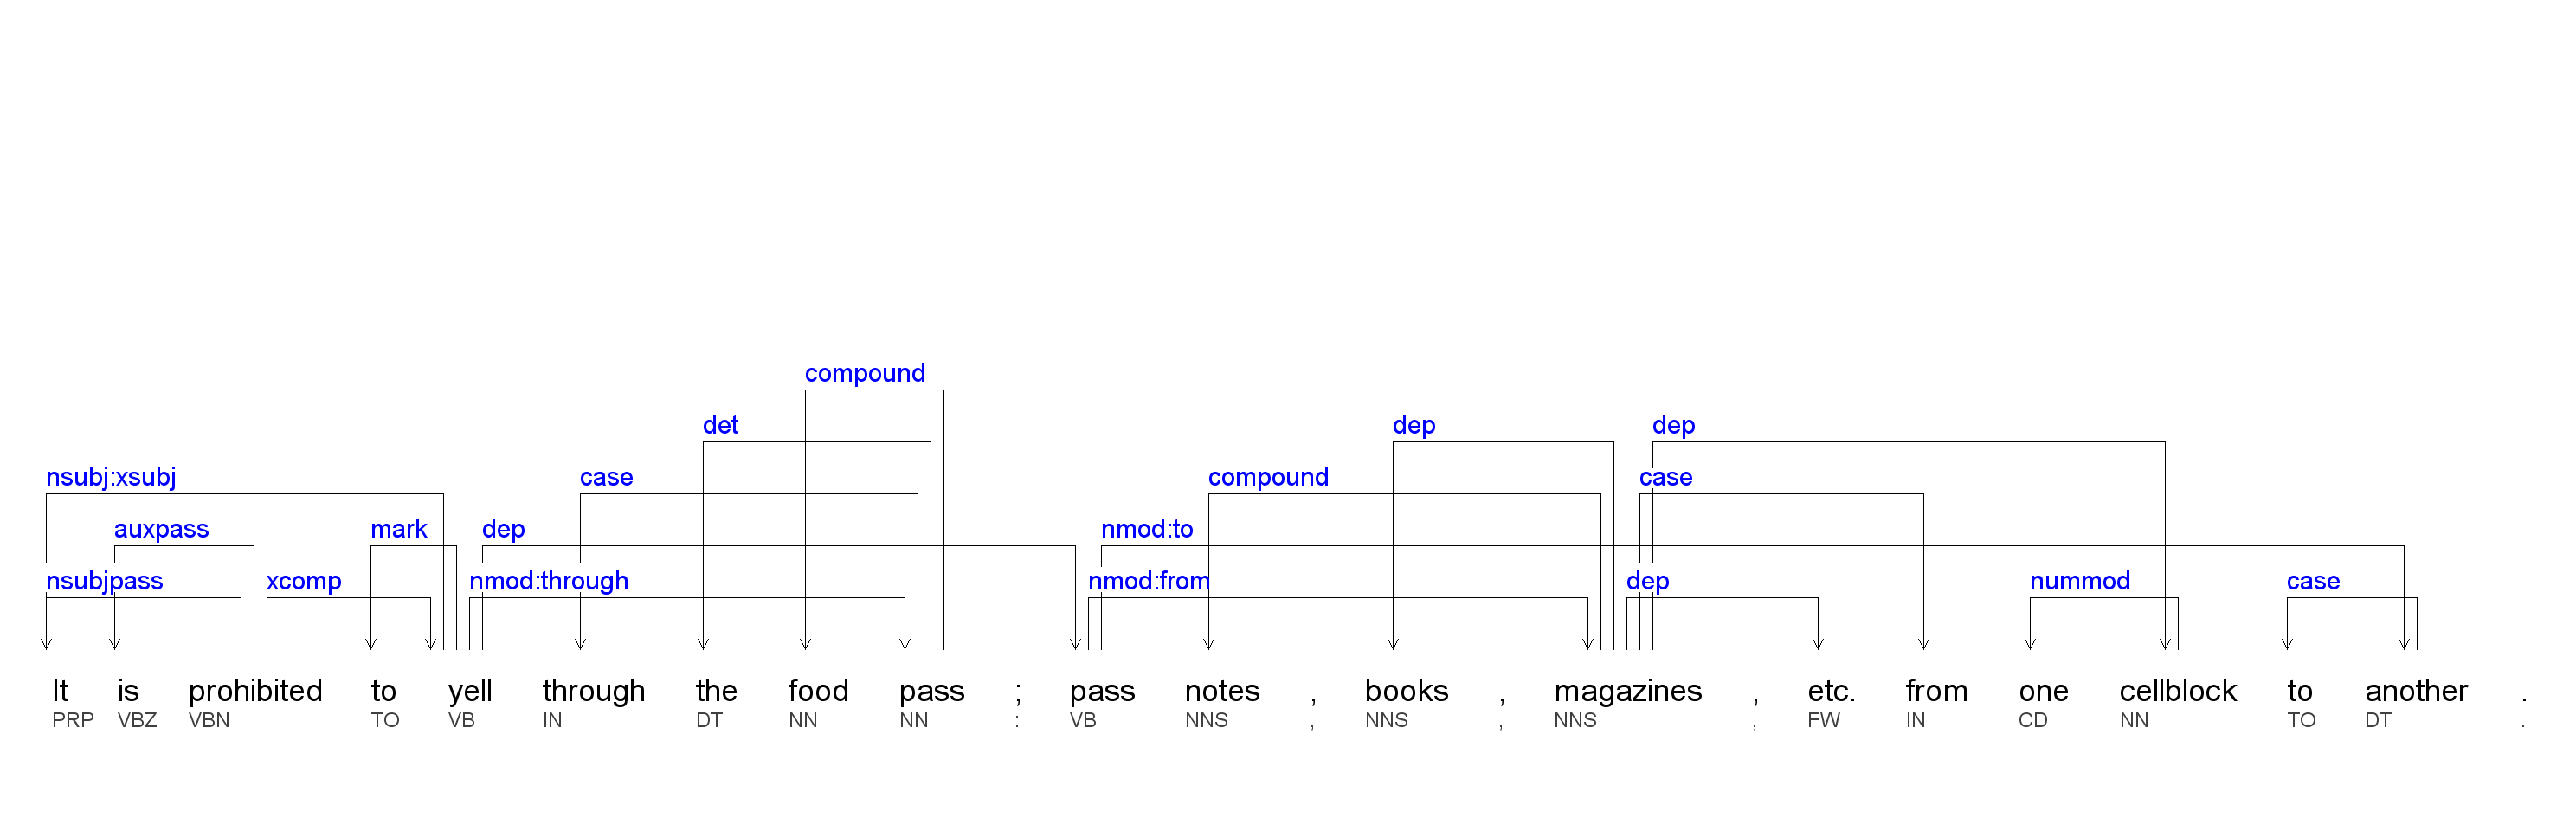 compound
det dep dep
nsubj:xsubj case compound case
auxpass mark dep nmod:to
nsubjpass xcomp nmod:through nmod:from dep nummod case
It is prohibited to yell through the food pass ; pass notes , books , magazines , etc. from one cellblock to another .
PRP VBZ VBN TO VB IN DT NN NN : VB NNS , NNS , NNS , FW IN CD NN TO DT .